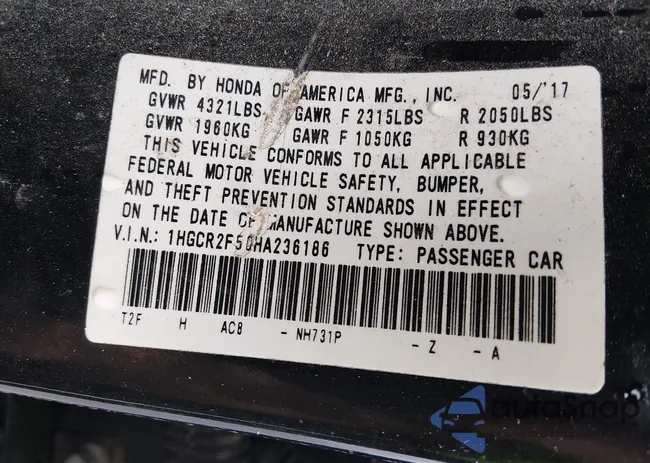 MFD. BY HONDA OF AMERICA MFG., INC. 05/'17
GVWR 4321LBS GAWR F 2315LBS R 2050LBS
GVWR 1960KG GAWR F 1050KG R 930KG
THIS VEHICLE CONFORMS TO ALL APPLICABLE
FEDERAL MOTOR VEHICLE SAFETY, BUMPER,
AND THEFT PREVENTION STANDARDS IN EFFECT
ON THE DATE OF MANUFACTURE SHOWN ABOVE.
V.I.N.: 1HGCR2F50HA236186 TYPE: PASSENGER CAR
T2F H AC8 - NH731P - Z - A
autoSnap